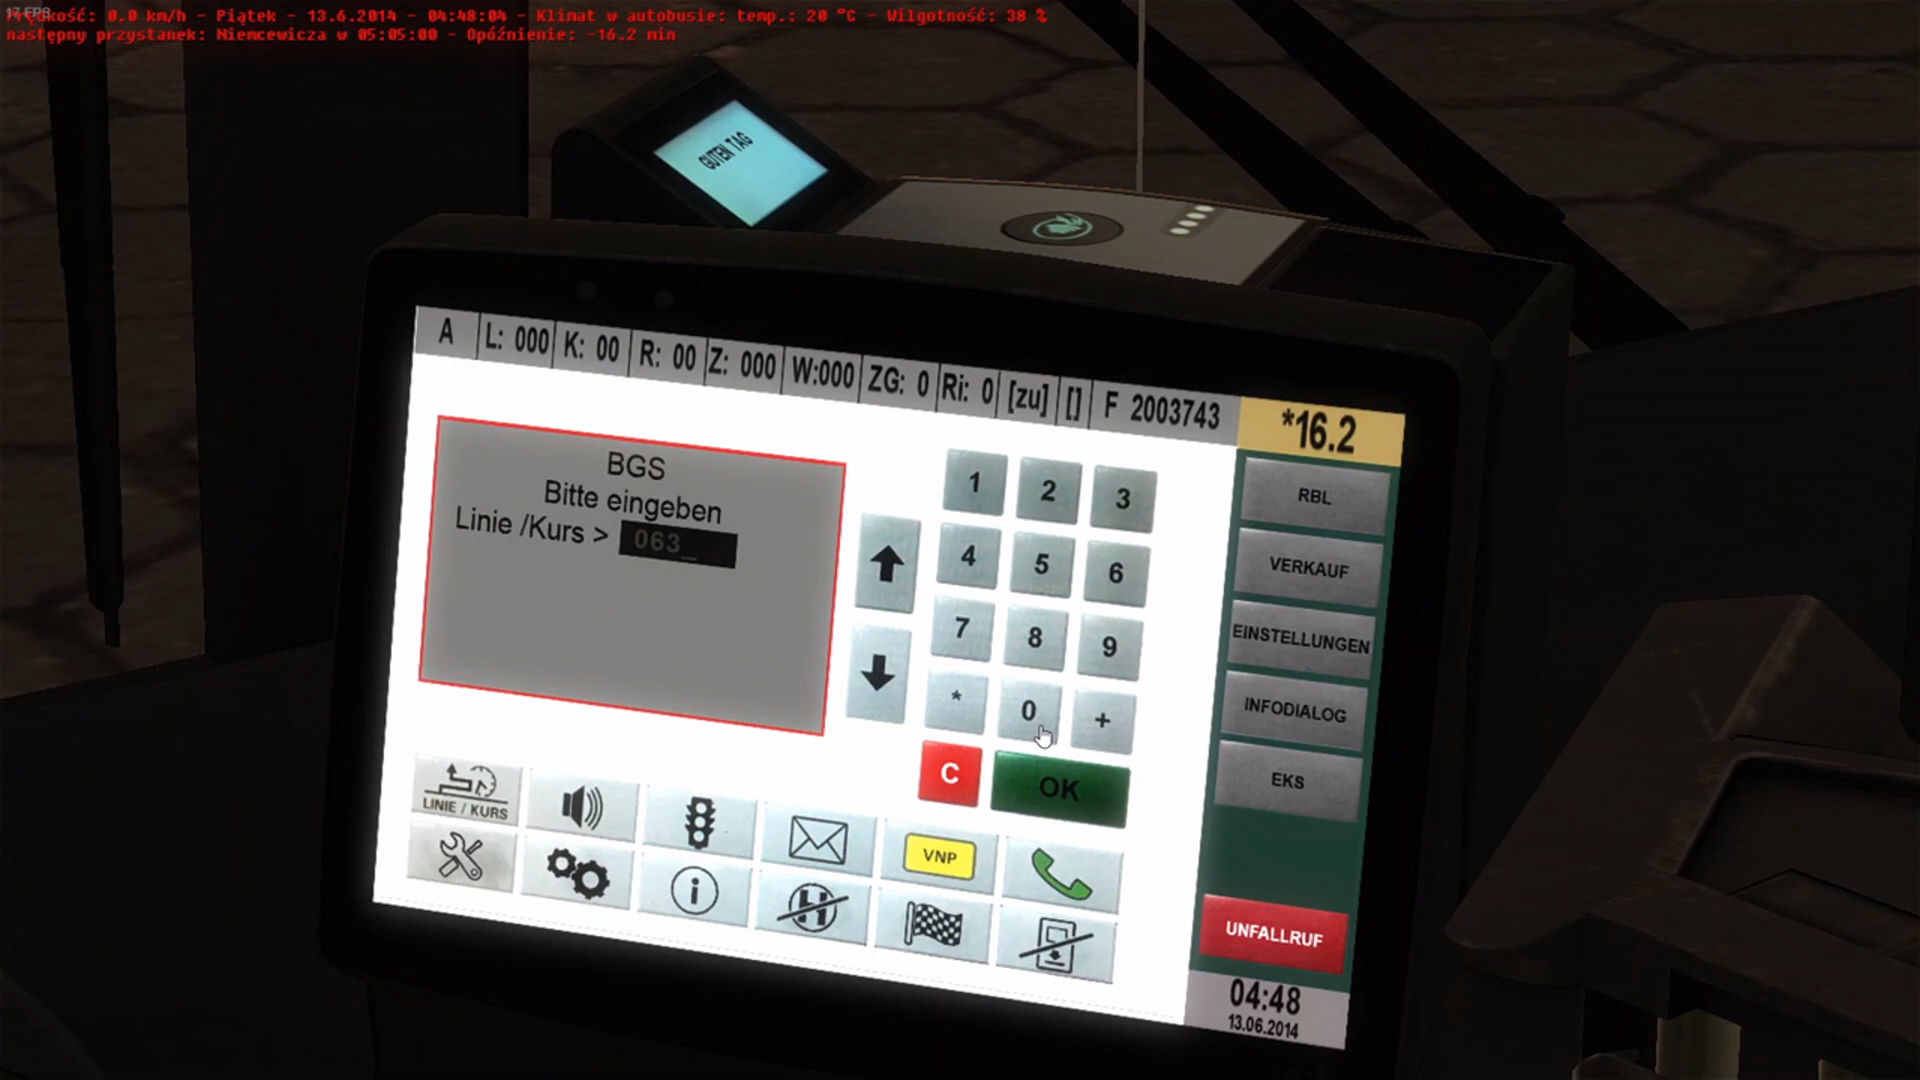 17 FPS
Prędkość: 0.0 km/h - Piątek - 13.6.2014 - 04:48:04 - Klimat w autobusie: temp.: 20 °C - Wilgotność: 38 %
następny przystanek: Niemcewicza w 05:05:00 - Opóźnienie: -16.2 min
GUTEN TAG
A L: 000 K: 00 R: 00 Z: 000 W:000 ZG: 0 Ri: 0 [zu] [] F 2003743
*16.2
BGS
Bitte eingeben
Linie /Kurs > 063_
1 2 3
4 5 6
7 8 9
* 0 +
C OK
RBL
VERKAUF
EINSTELLUNGEN
INFODIALOG
EKS
LINIE / KURS
VNP
i
H
UNFALLRUF
04:48
13.06.2014